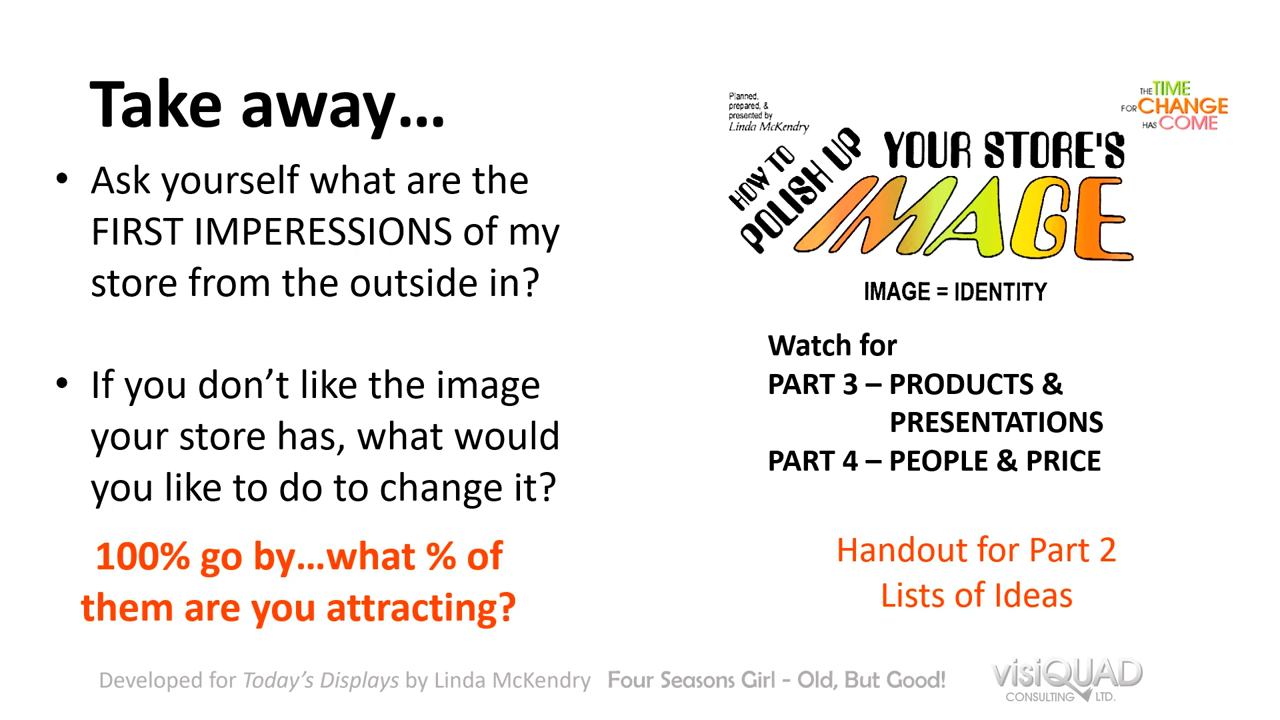 Take away…
• Ask yourself what are the
FIRST IMPERESSIONS of my
store from the outside in?
• If you don’t like the image
your store has, what would
you like to do to change it?
100% go by…what % of
them are you attracting?
Planned,
prepared, &
presented by
Linda McKendry
HOW TO
POLISH UP
YOUR STORE'S
IMAGE
IMAGE = IDENTITY
THE TIME
FOR CHANGE
HAS COME
Watch for
PART 3 – PRODUCTS &
PRESENTATIONS
PART 4 – PEOPLE & PRICE
Handout for Part 2
Lists of Ideas
Developed for Today’s Displays by Linda McKendry Four Seasons Girl - Old, But Good!
visiQUAD
CONSULTING LTD.